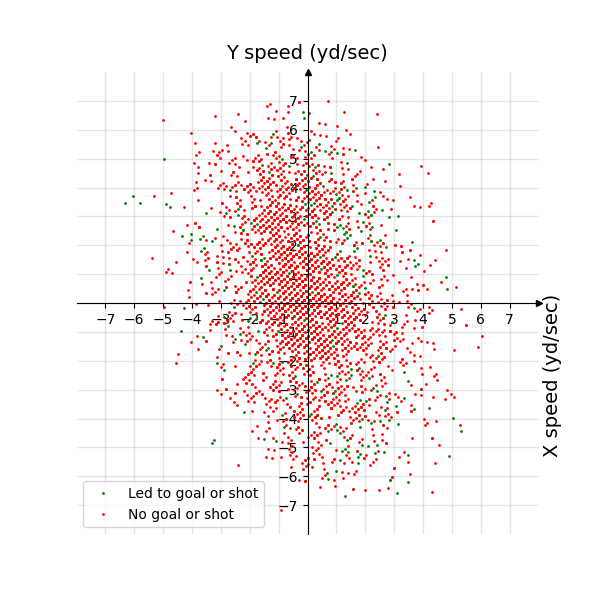 Y speed (yd/sec)
7
6
5
4
3
2
1
−7 −6 −5 −4 −3 −2 −1 1 2 3 4 5 6 7
−1
−2
−3
−4
−5
−6
−7
X speed (yd/sec)
Led to goal or shot
No goal or shot